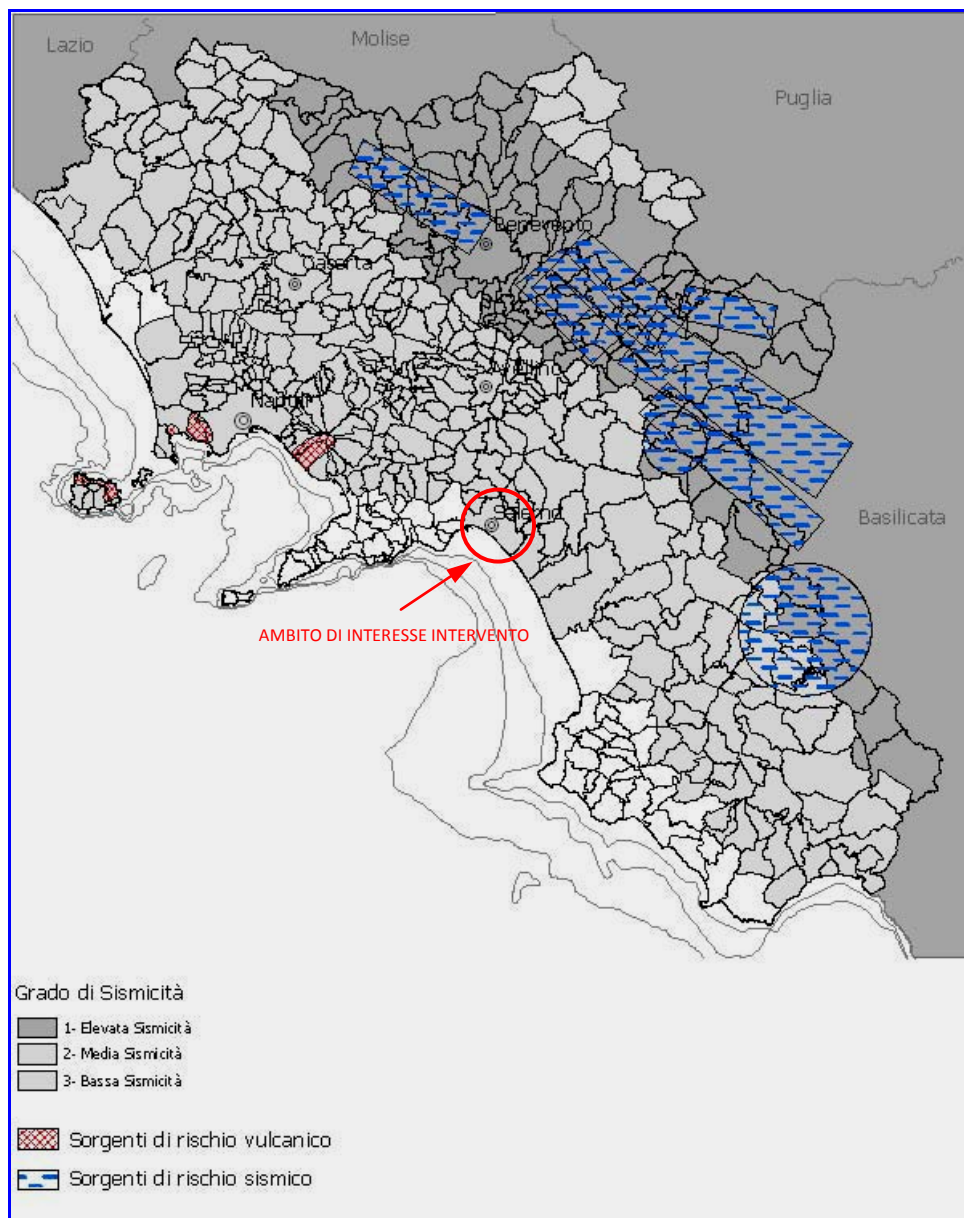 Lazio
Molise
Puglia
Benevento
Caserta
Avellino
Napoli
Salerno
Basilicata
AMBITO DI INTERESSE INTERVENTO
Grado di Sismicità
1- Elevata Sismicità
2- Media Sismicità
3- Bassa Sismicità
Sorgenti di rischio vulcanico
Sorgenti di rischio sismico